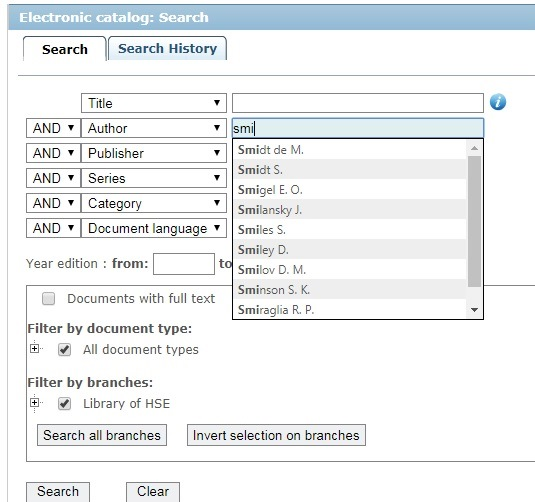 Electronic catalog: Search
Search Search History
Title
AND Author smi
AND Publisher Smidt de M.
Smidt S.
AND Series Smigel E. O.
AND Category Smilansky J.
Smiles S.
AND Document language Smiley D.
Year edition : from: to Smilov D. M.
Sminson S. K.
Documents with full text Smiraglia R. P.
Filter by document type:
All document types
Filter by branches:
Library of HSE
Search all branches Invert selection on branches
Search Clear